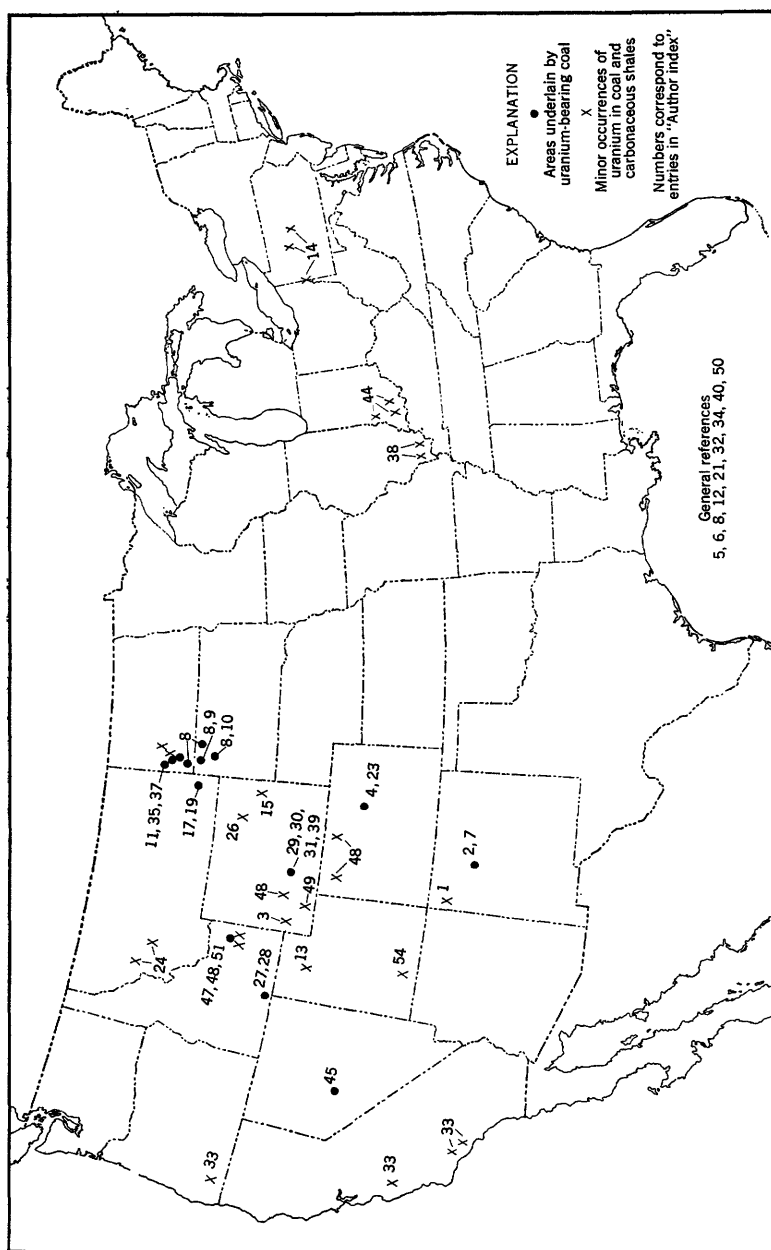 EXPLANATION
Areas underlain by
uranium-bearing coal
X
Minor occurrences of
uranium in coal and
carbonaceous shales
Numbers correspond to
entries in "Author index"
14
44
38
General references
5, 6, 8, 12, 21, 32, 34, 40, 50
11, 35, 37
8
8, 9
8, 10
17, 19
26
15
29, 30,
31, 39
48
49
3
4, 23
48
2, 7
1
24
47, 48, 51
27, 28
13
54
45
33
33
33